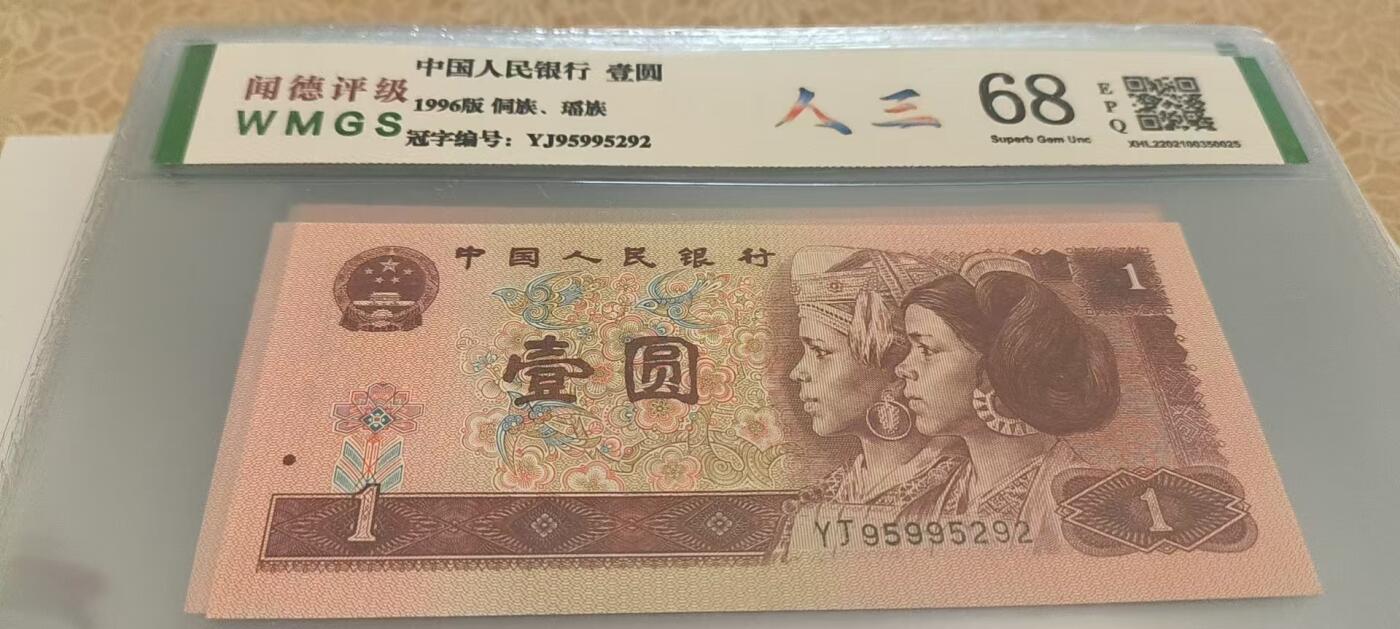 闻德评级
WMGS
中国人民银行 壹圆
1996版 侗族、瑶族
冠字编号：YJ95995292
人三
68
Superb Gem Unc
EPQ
XHL2202100350025
中国人民银行
1
壹圆
1
YJ95995292
1